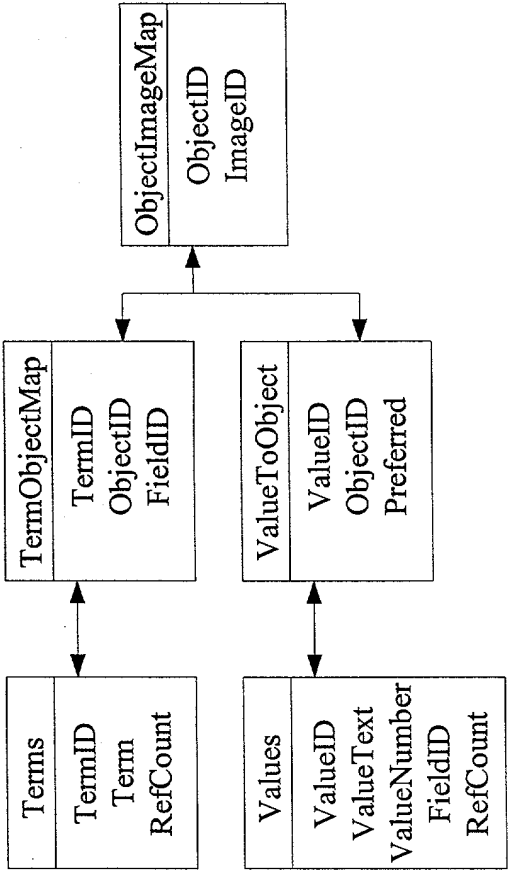 Terms
TermID
Term
RefCount
TermObjectMap
TermID
ObjectID
FieldID
ObjectImageMap
ObjectID
ImageID
Values
ValueID
ValueText
ValueNumber
FieldID
RefCount
ValueToObject
ValueID
ObjectID
Preferred